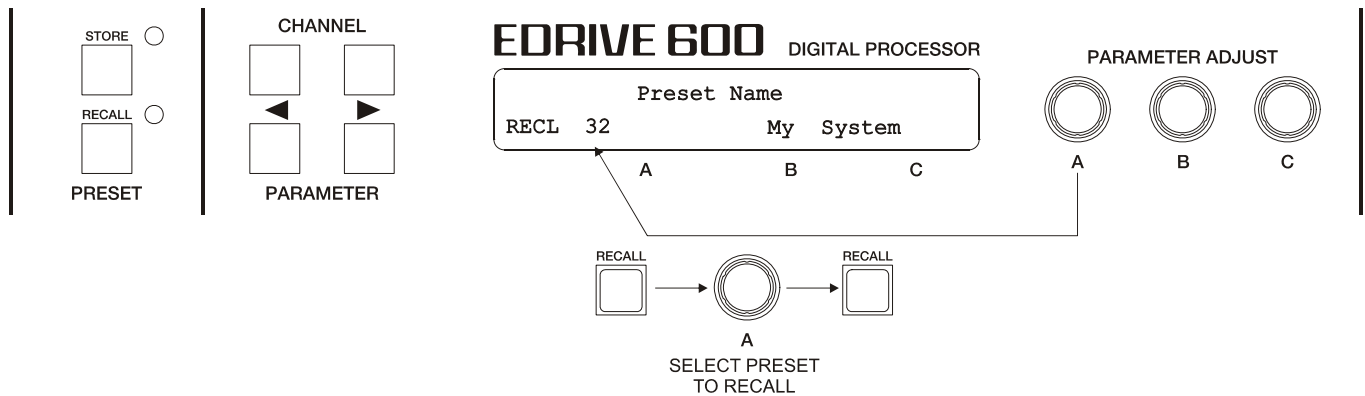 STORE
RECALL
PRESET
CHANNEL
PARAMETER
EDRIVE 600 DIGITAL PROCESSOR
Preset Name
RECL 32 My System
A B C
PARAMETER ADJUST
A B C
RECALL
A
RECALL
SELECT PRESET
TO RECALL